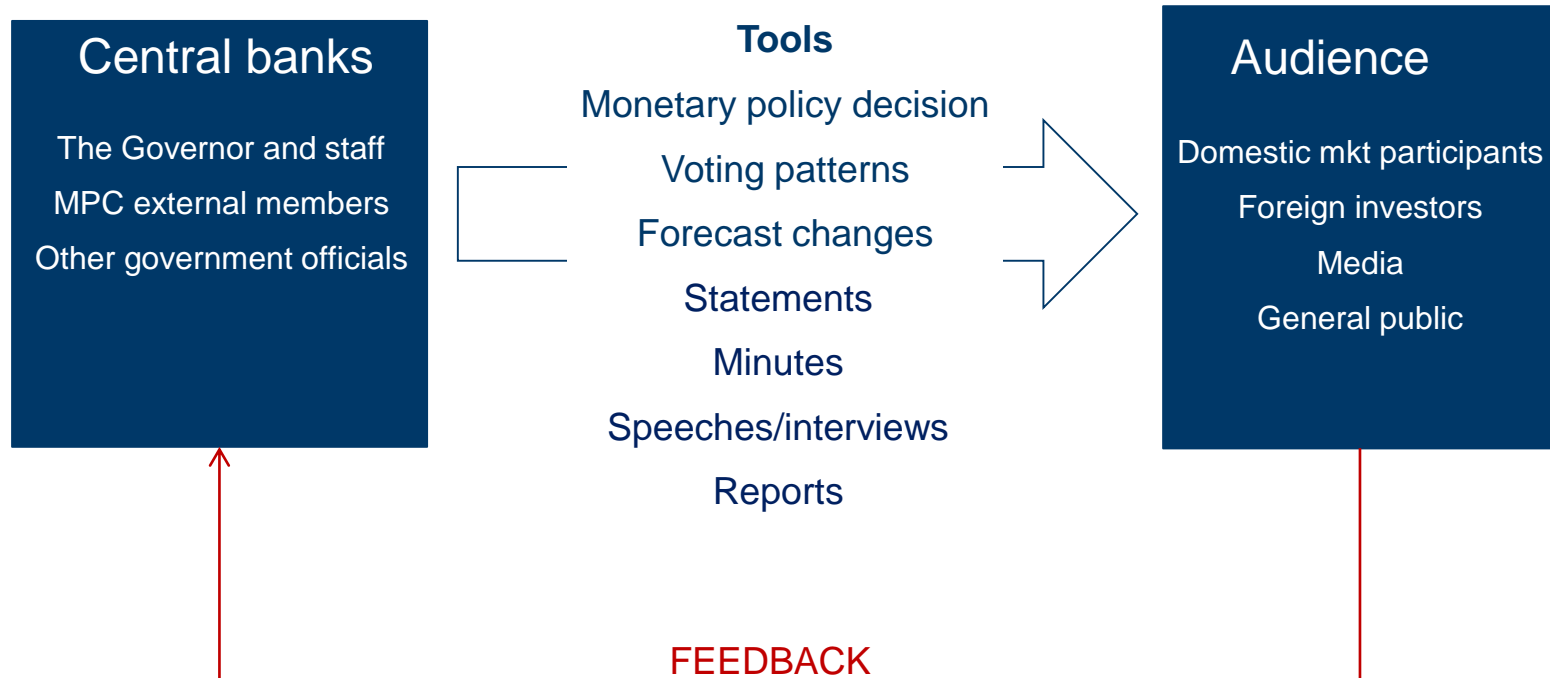 Central banks
The Governor and staff
MPC external members
Other government officials
Tools
Monetary policy decision
Voting patterns
Forecast changes
Statements
Minutes
Speeches/interviews
Reports
Audience
Domestic mkt participants
Foreign investors
Media
General public
FEEDBACK